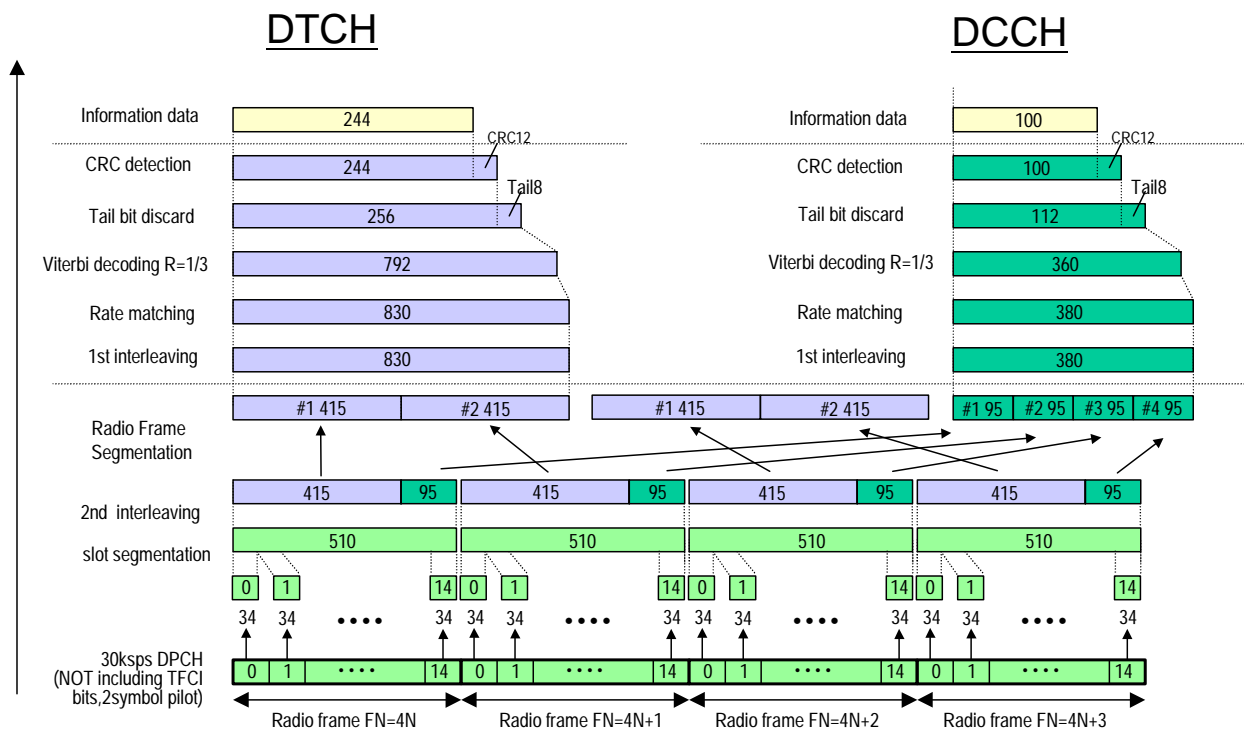 DTCH DCCH
Information data 244 Information data 100
CRC12 CRC12
CRC detection 244 CRC detection 100
Tail8 Tail8
Tail bit discard 256 Tail bit discard 112
Viterbi decoding R=1/3 792 Viterbi decoding R=1/3 360
Rate matching 830 Rate matching 380
1st interleaving 830 1st interleaving 380
#1 415 #2 415 #1 415 #2 415 #1 95 #2 95 #3 95 #4 95
Radio Frame
Segmentation
415 95 415 95 415 95 415 95
2nd interleaving
510 510 510 510
slot segmentation
0 1 14 0 1 14 0 1 14 0 1 14
34 34 •••• 34 34 34 •••• 34 34 34 •••• 34 34 34 •••• 34
30ksps DPCH
(NOT including TFCI
bits,2symbol pilot)
0 1 •••• 14 0 1 •••• 14 0 1 •••• 14 0 1 •••• 14
Radio frame FN=4N Radio frame FN=4N+1 Radio frame FN=4N+2 Radio frame FN=4N+3